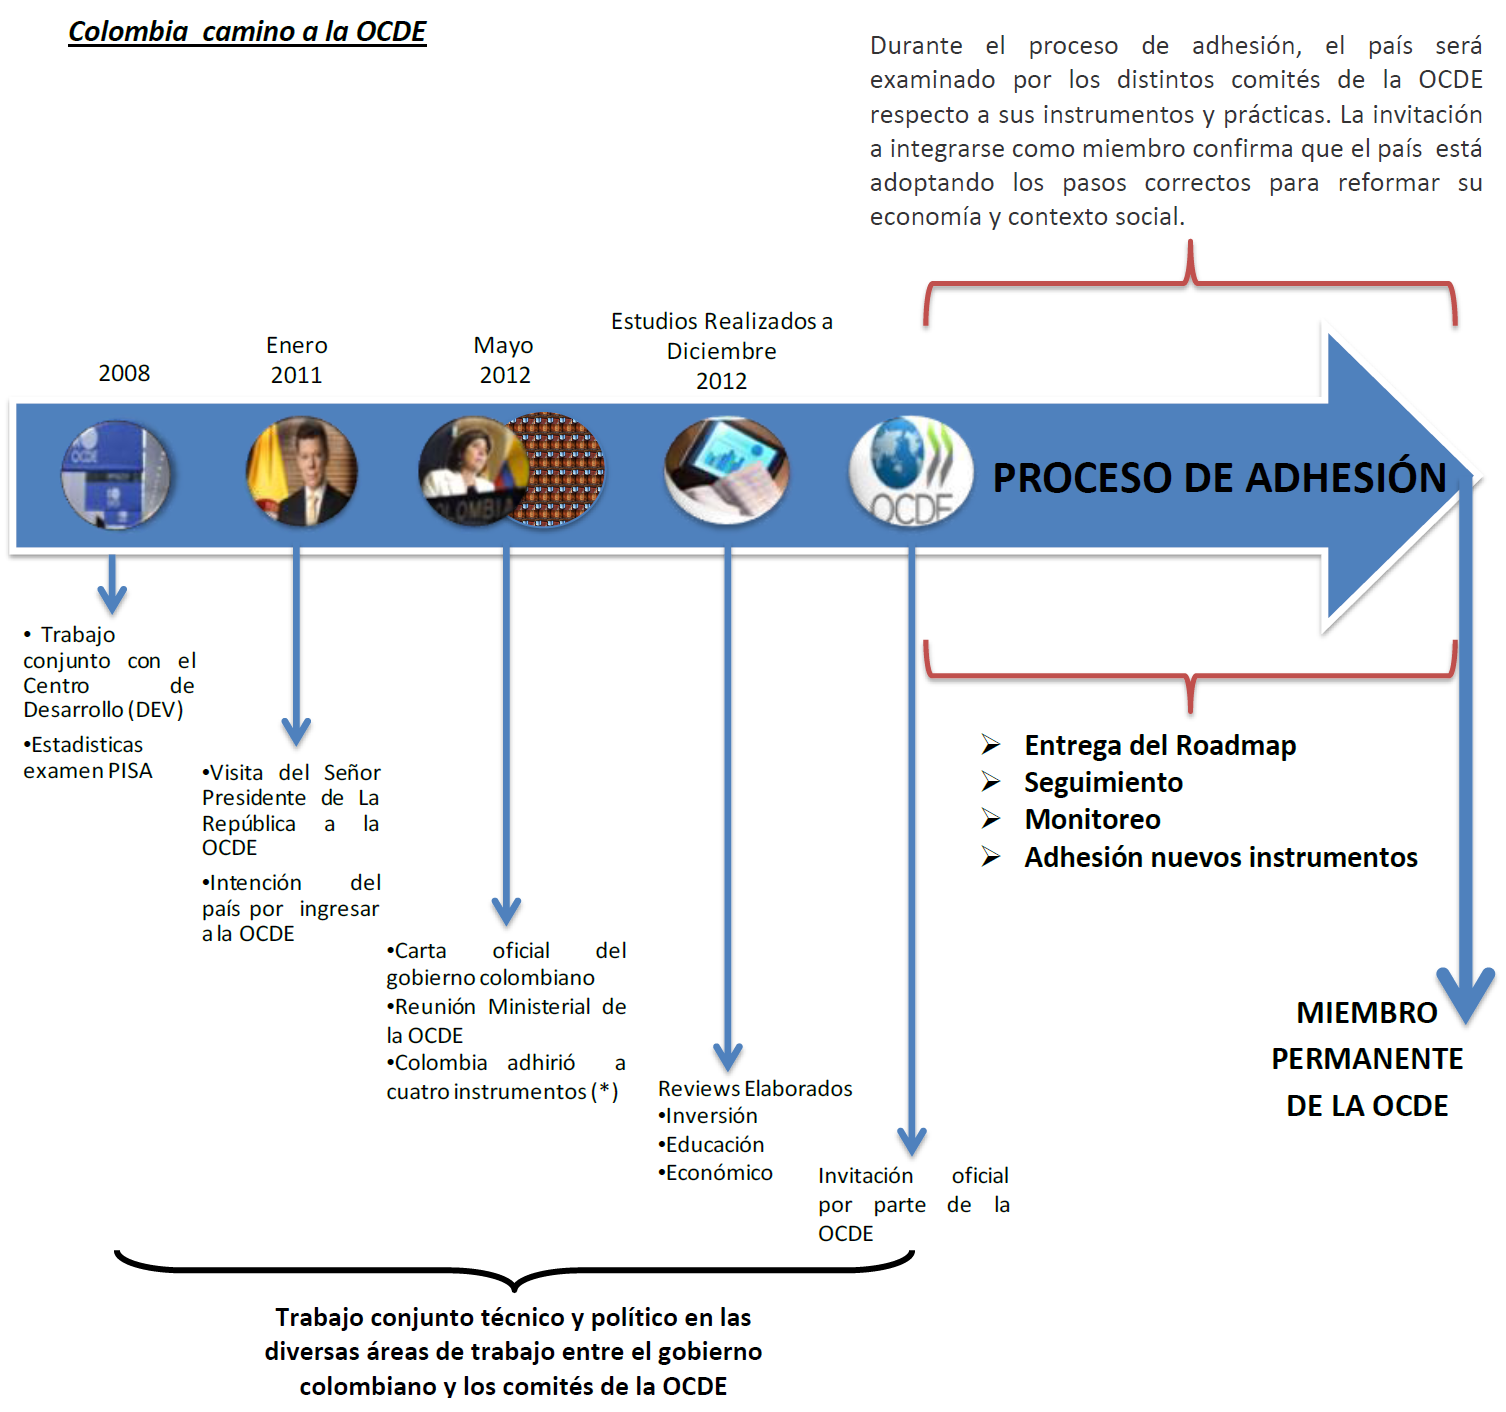 Colombia camino a la OCDE
Durante el proceso de adhesión, el país será
examinado por los distintos comités de la OCDE
respecto a sus instrumentos y prácticas. La invitación
a integrarse como miembro confirma que el país está
adoptando los pasos correctos para reformar su
economía y contexto social.
2008
Enero
2011
Mayo
2012
Estudios Realizados a
Diciembre
2012
OCDE
COLOMBIA
OCDE
PROCESO DE ADHESIÓN
• Trabajo
conjunto con el
Centro de
Desarrollo (DEV)
•Estadisticas
examen PISA
•Visita del Señor
Presidente de La
República a la
OCDE
•Intención del
país por ingresar
a la OCDE
•Carta oficial del
gobierno colombiano
•Reunión Ministerial de
la OCDE
•Colombia adhirió a
cuatro instrumentos (*)
Reviews Elaborados
•Inversión
•Educación
•Económico
Invitación oficial
por parte de la
OCDE
➢ Entrega del Roadmap
➢ Seguimiento
➢ Monitoreo
➢ Adhesión nuevos instrumentos
MIEMBRO
PERMANENTE
DE LA OCDE
Trabajo conjunto técnico y político en las
diversas áreas de trabajo entre el gobierno
colombiano y los comités de la OCDE